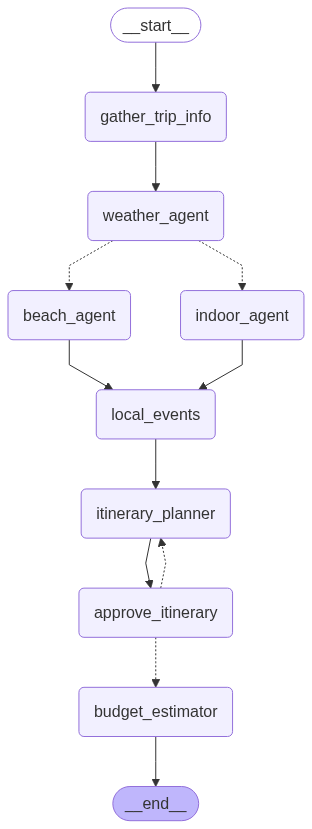 __start__
gather_trip_info
weather_agent
beach_agent
indoor_agent
local_events
itinerary_planner
approve_itinerary
budget_estimator
__end__